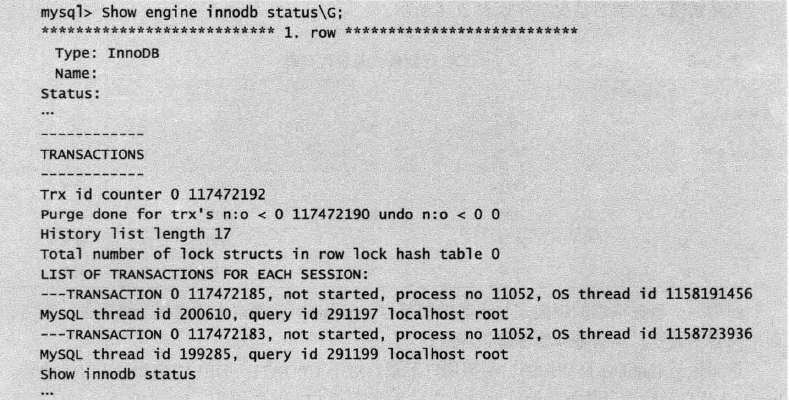 mysql> Show engine innodb status\G;
*************************** 1. row ***************************
Type: InnoDB
Name:
Status:
...
------------
TRANSACTIONS
------------
Trx id counter 0 117472192
Purge done for trx's n:o < 0 117472190 undo n:o < 0 0
History list length 17
Total number of lock structs in row lock hash table 0
LIST OF TRANSACTIONS FOR EACH SESSION:
---TRANSACTION 0 117472185, not started, process no 11052, OS thread id 1158191456
MySQL thread id 200610, query id 291197 localhost root
---TRANSACTION 0 117472183, not started, process no 11052, OS thread id 1158723936
MySQL thread id 199285, query id 291199 localhost root
Show innodb status
...